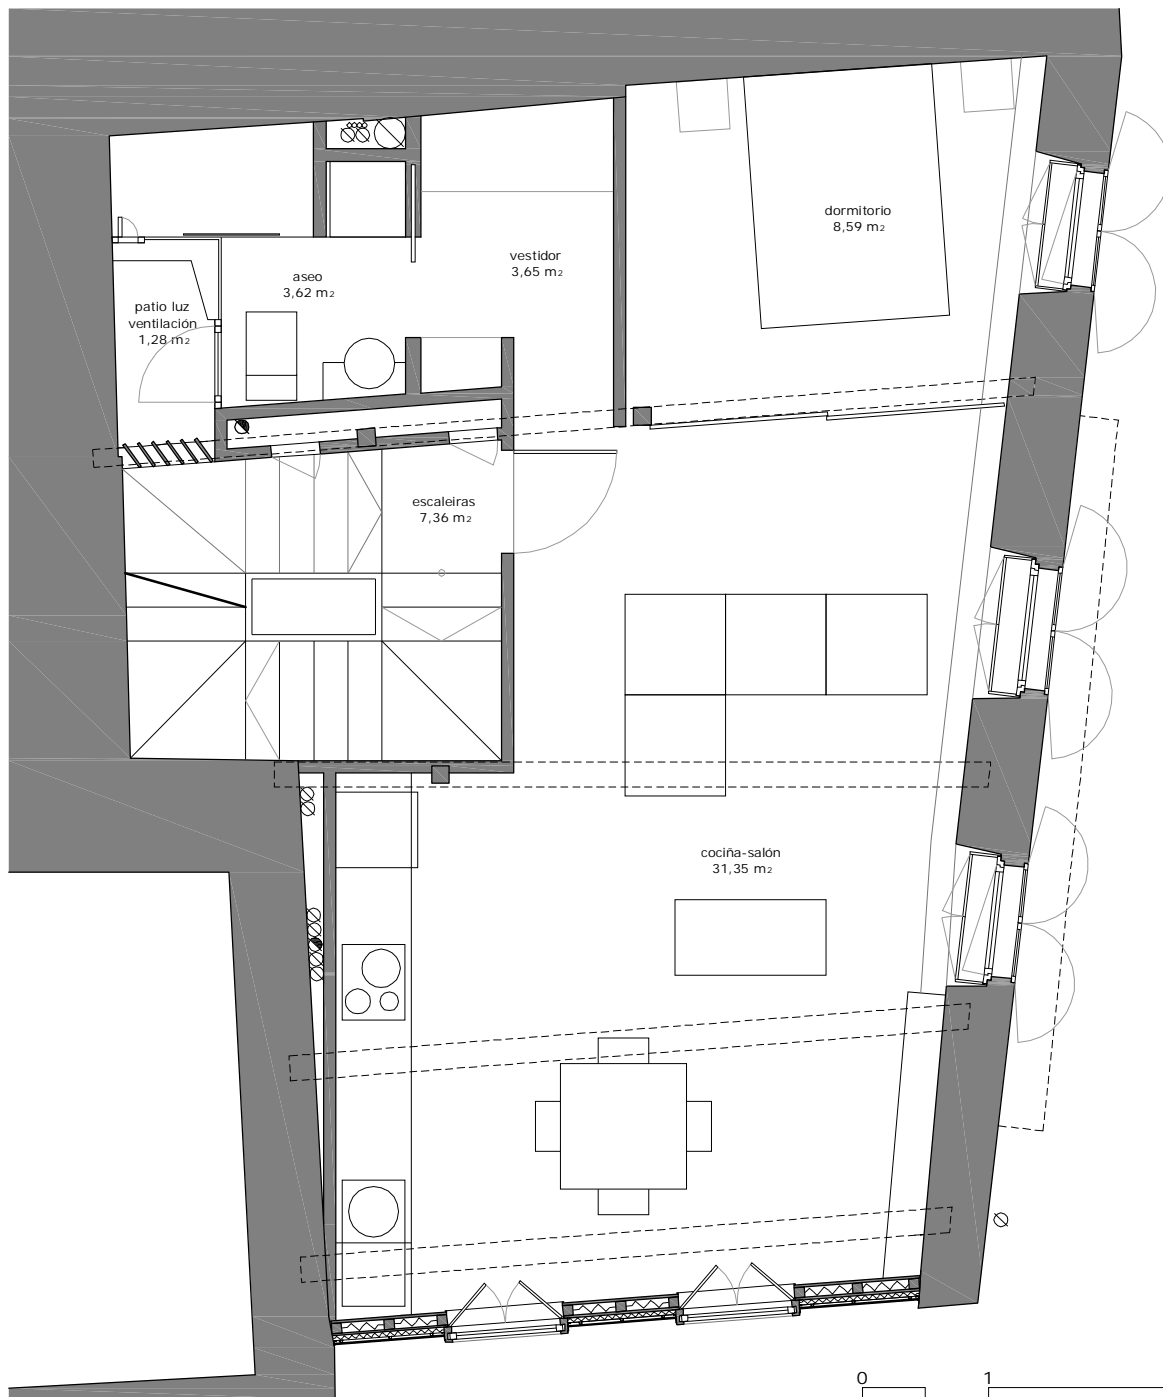 dormitorio
8,59 m2
vestidor
3,65 m2
aseo
3,62 m2
patio luz
ventilación
1,28 m2
escaleiras
7,36 m2
cociña-salón
31,35 m2
0 1